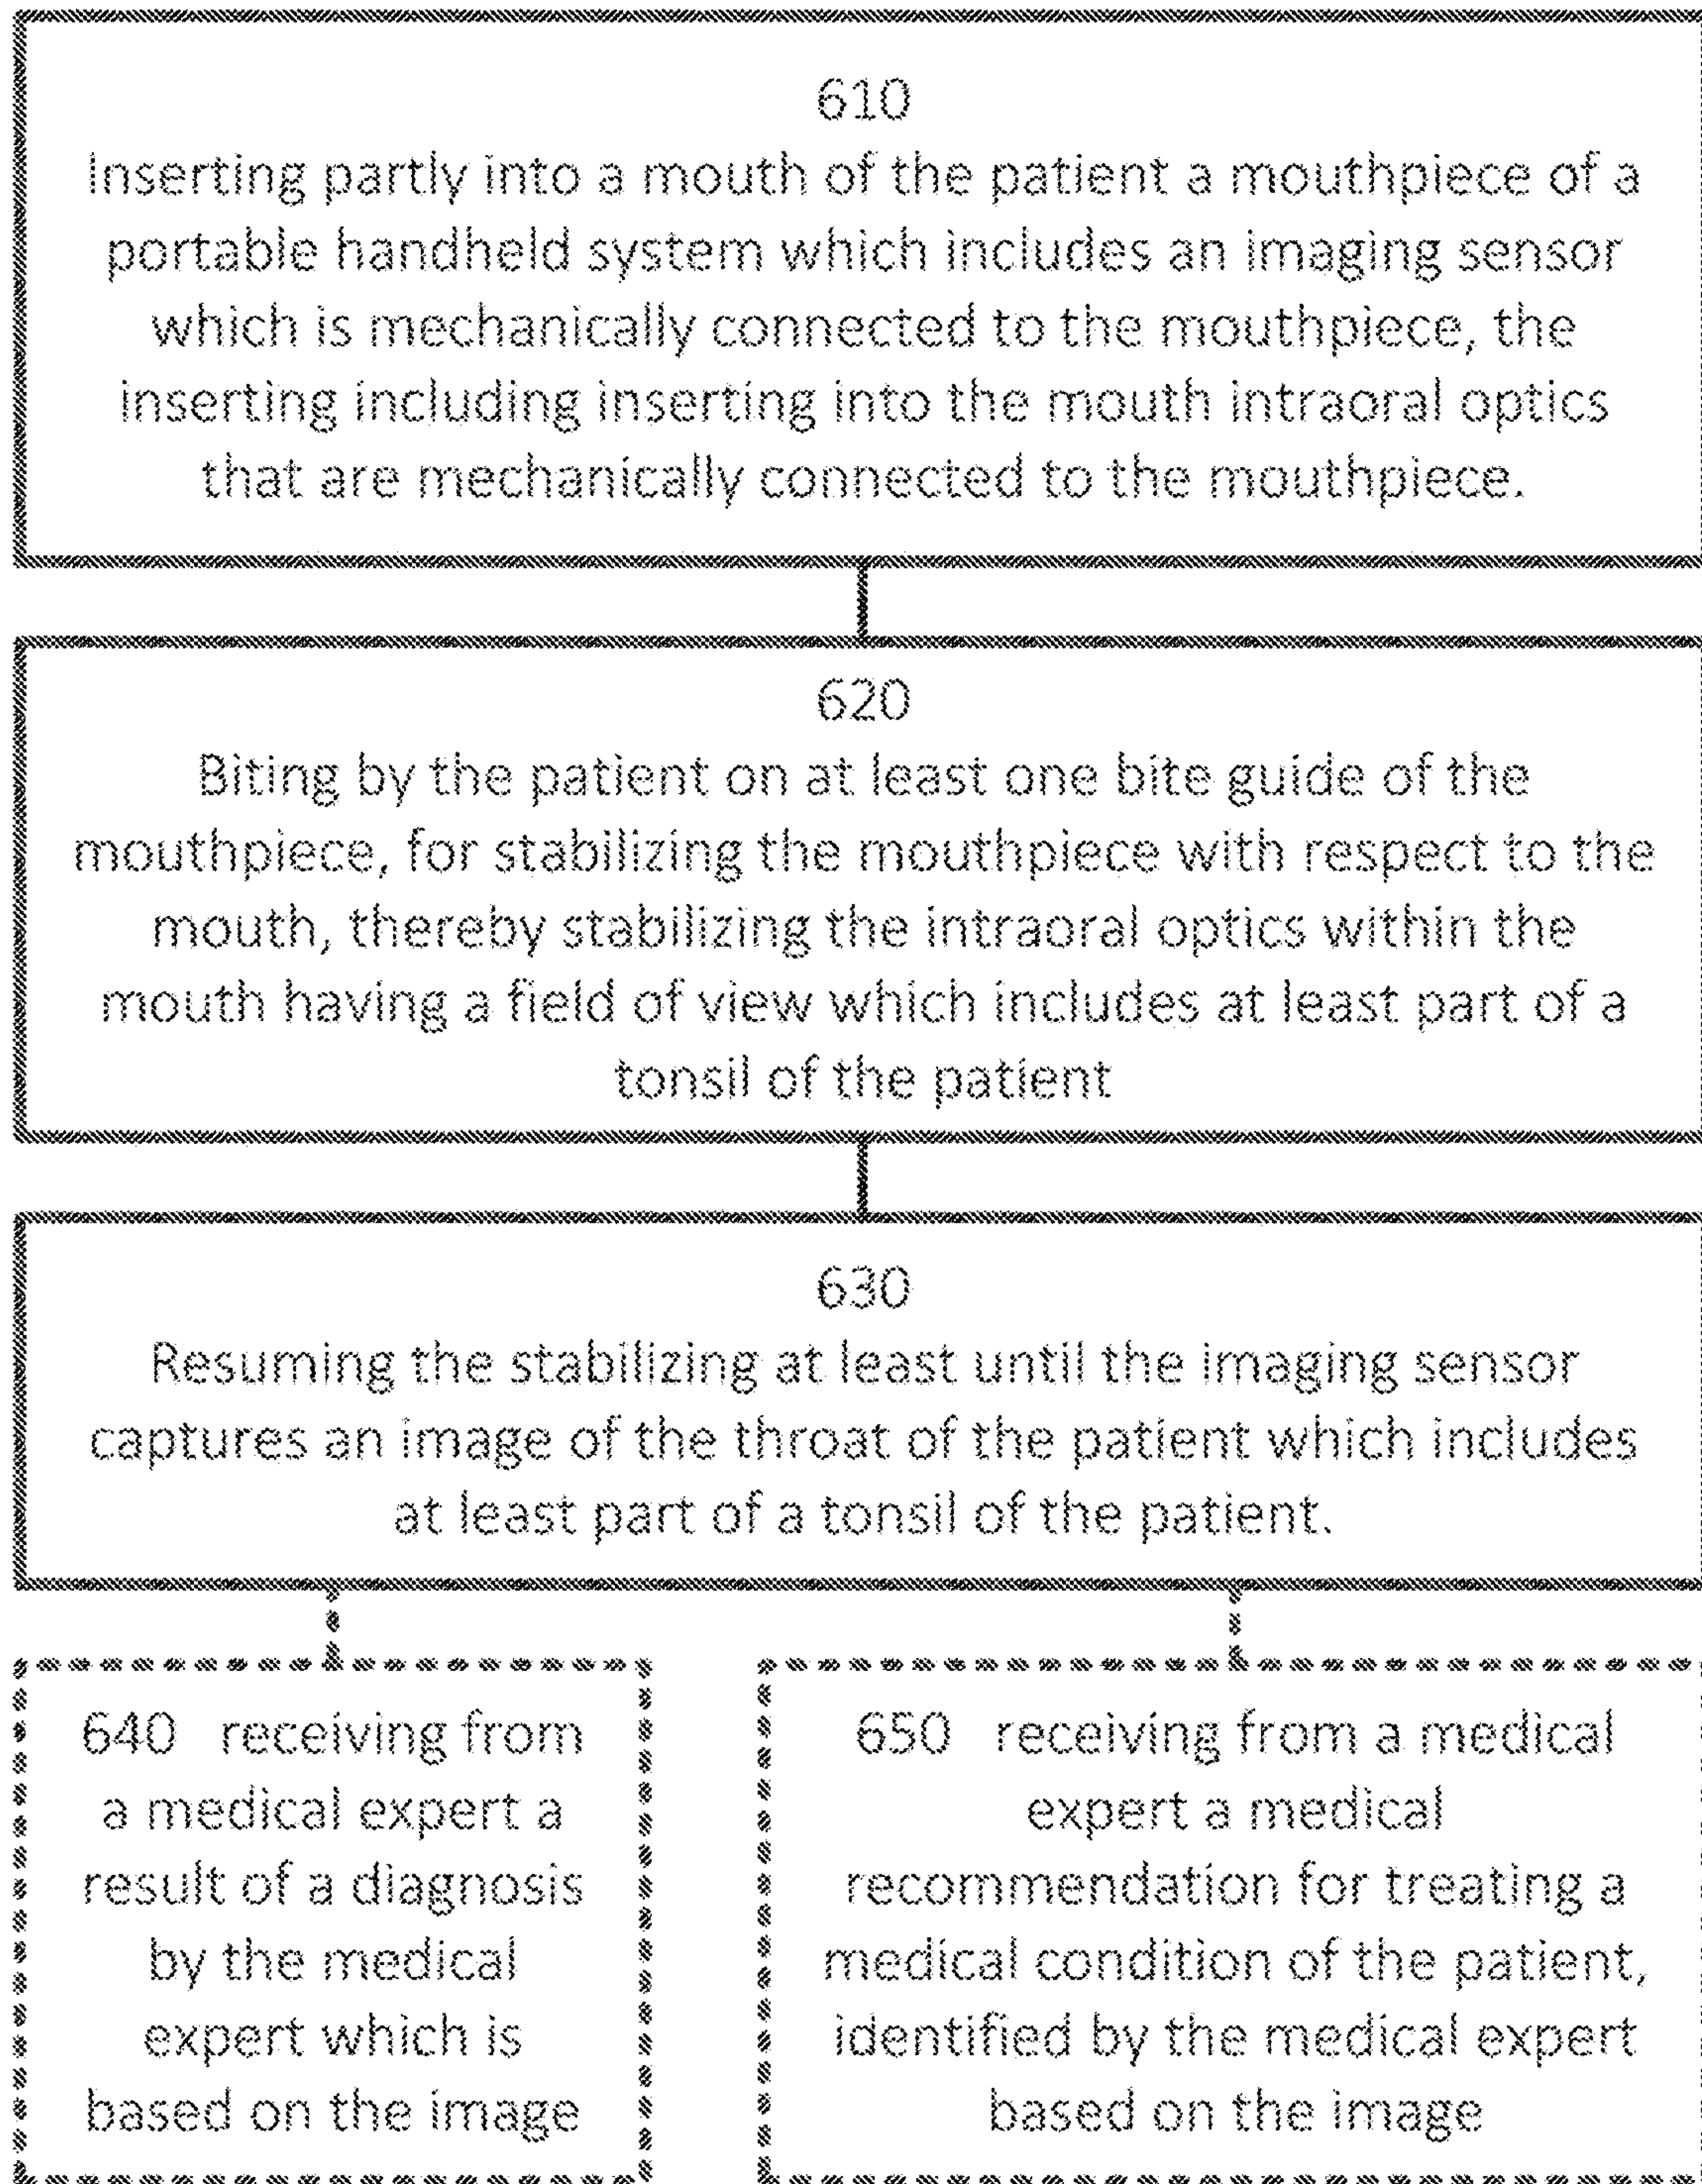 610
Inserting partly into a mouth of the patient a mouthpiece of a
portable handheld system which includes an imaging sensor
which is mechanically connected to the mouthpiece, the
inserting including inserting into the mouth intraoral optics
that are mechanically connected to the mouthpiece.
620
Biting by the patient on at least one bite guide of the
mouthpiece, for stabilizing the mouthpiece with respect to the
mouth, thereby stabilizing the intraoral optics within the
mouth having a field of view which includes at least part of a
tonsil of the patient
630
Resuming the stabilizing at least until the imaging sensor
captures an image of the throat of the patient which includes
at least part of a tonsil of the patient.
640 receiving from
a medical expert a
result of a diagnosis
by the medical
expert which is
based on the image
650 receiving from a medical
expert a medical
recommendation for treating a
medical condition of the patient,
identified by the medical expert
based on the image